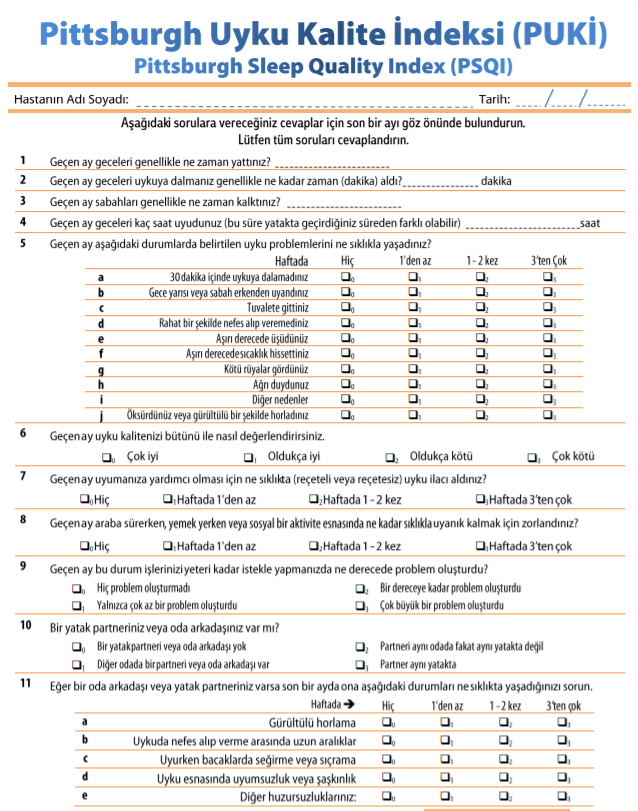 Pittsburgh Uyku Kalite İndeksi (PUKİ)
Pittsburgh Sleep Quality Index (PSQI)
Hastanın Adı Soyadı: Tarih: / /
Aşağıdaki sorulara vereceğiniz cevaplar için son bir ayı göz önünde bulundurun.
Lütfen tüm soruları cevaplandırın.
1 Geçen ay geceleri genellikle ne zaman yattınız?
2 Geçen ay geceleri uykuya dalmanız genellikle ne kadar zaman (dakika) aldı? dakika
3 Geçen ay sabahları genellikle ne zaman kalktınız?
4 Geçen ay geceleri kaç saat uyudunuz (bu süre yatakta geçirdiğiniz süreden farklı olabilir) saat
5 Geçen ay aşağıdaki durumlarda belirtilen uyku problemlerini ne sıklıkla yaşadınız?
Haftada Hiç 1'den az 1 - 2 kez 3'ten Çok
a 30 dakika içinde uykuya dalamadınız ❑0 ❑1 ❑2 ❑3
b Gece yarısı veya sabah erkenden uyandınız ❑0 ❑1 ❑2 ❑3
c Tuvalete gittiniz ❑0 ❑1 ❑2 ❑3
d Rahat bir şekilde nefes alıp veremediniz ❑0 ❑1 ❑2 ❑3
e Aşırı derecede üşüdünüz ❑0 ❑1 ❑2 ❑3
f Aşırı derecede sıcaklık hissettiniz ❑0 ❑1 ❑2 ❑3
g Kötü rüyalar gördünüz ❑0 ❑1 ❑2 ❑3
h Ağrı duydunuz ❑0 ❑1 ❑2 ❑3
i Diğer nedenler ❑0 ❑1 ❑2 ❑3
j Öksürdünüz veya gürültülü bir şekilde horladınız ❑0 ❑1 ❑2 ❑3
6 Geçen ay uyku kalitenizi bütünü ile nasıl değerlendirirsiniz.
❑0 Çok iyi ❑1 Oldukça iyi ❑2 Oldukça kötü ❑3 Çok kötü
7 Geçen ay uyumanıza yardımcı olması için ne sıklıkta (reçeteli veya reçetesiz) uyku ilacı aldınız?
❑0 Hiç ❑1 Haftada 1'den az ❑2 Haftada 1 - 2 kez ❑3 Haftada 3'ten çok
8 Geçen ay araba sürerken, yemek yerken veya sosyal bir aktivite esnasında ne kadar sıklıkla uyanık kalmak için zorlandınız?
❑0 Hiç ❑1 Haftada 1'den az ❑2 Haftada 1 - 2 kez ❑3 Haftada 3'ten çok
9 Geçen ay bu durum işlerinizi yeteri kadar istekle yapmanızda ne derecede problem oluşturdu?
❑0 Hiç problem oluşturmadı ❑2 Bir dereceye kadar problem oluşturdu
❑1 Yalnızca çok az bir problem oluşturdu ❑3 Çok büyük bir problem oluşturdu
10 Bir yatak partneriniz veya oda arkadaşınız var mı?
❑0 Bir yatak partneri veya oda arkadaşı yok ❑2 Partneri aynı odada fakat aynı yatakta değil
❑1 Diğer odada bir partneri veya oda arkadaşı var ❑3 Partner aynı yatakta
11 Eğer bir oda arkadaşı veya yatak partneriniz varsa son bir ayda ona aşağıdaki durumları ne sıklıkta yaşadığınızı sorun.
Haftada ➔ Hiç 1'den az 1 - 2 kez 3'ten çok
a Gürültülü horlama ❑0 ❑1 ❑2 ❑3
b Uykuda nefes alıp verme arasında uzun aralıklar ❑0 ❑1 ❑2 ❑3
c Uyurken bacaklarda seğirme veya sıçrama ❑0 ❑1 ❑2 ❑3
d Uyku esnasında uyumsuzluk veya şaşkınlık ❑0 ❑1 ❑2 ❑3
e Diğer huzursuzluklarınız: ❑0 ❑1 ❑2 ❑3